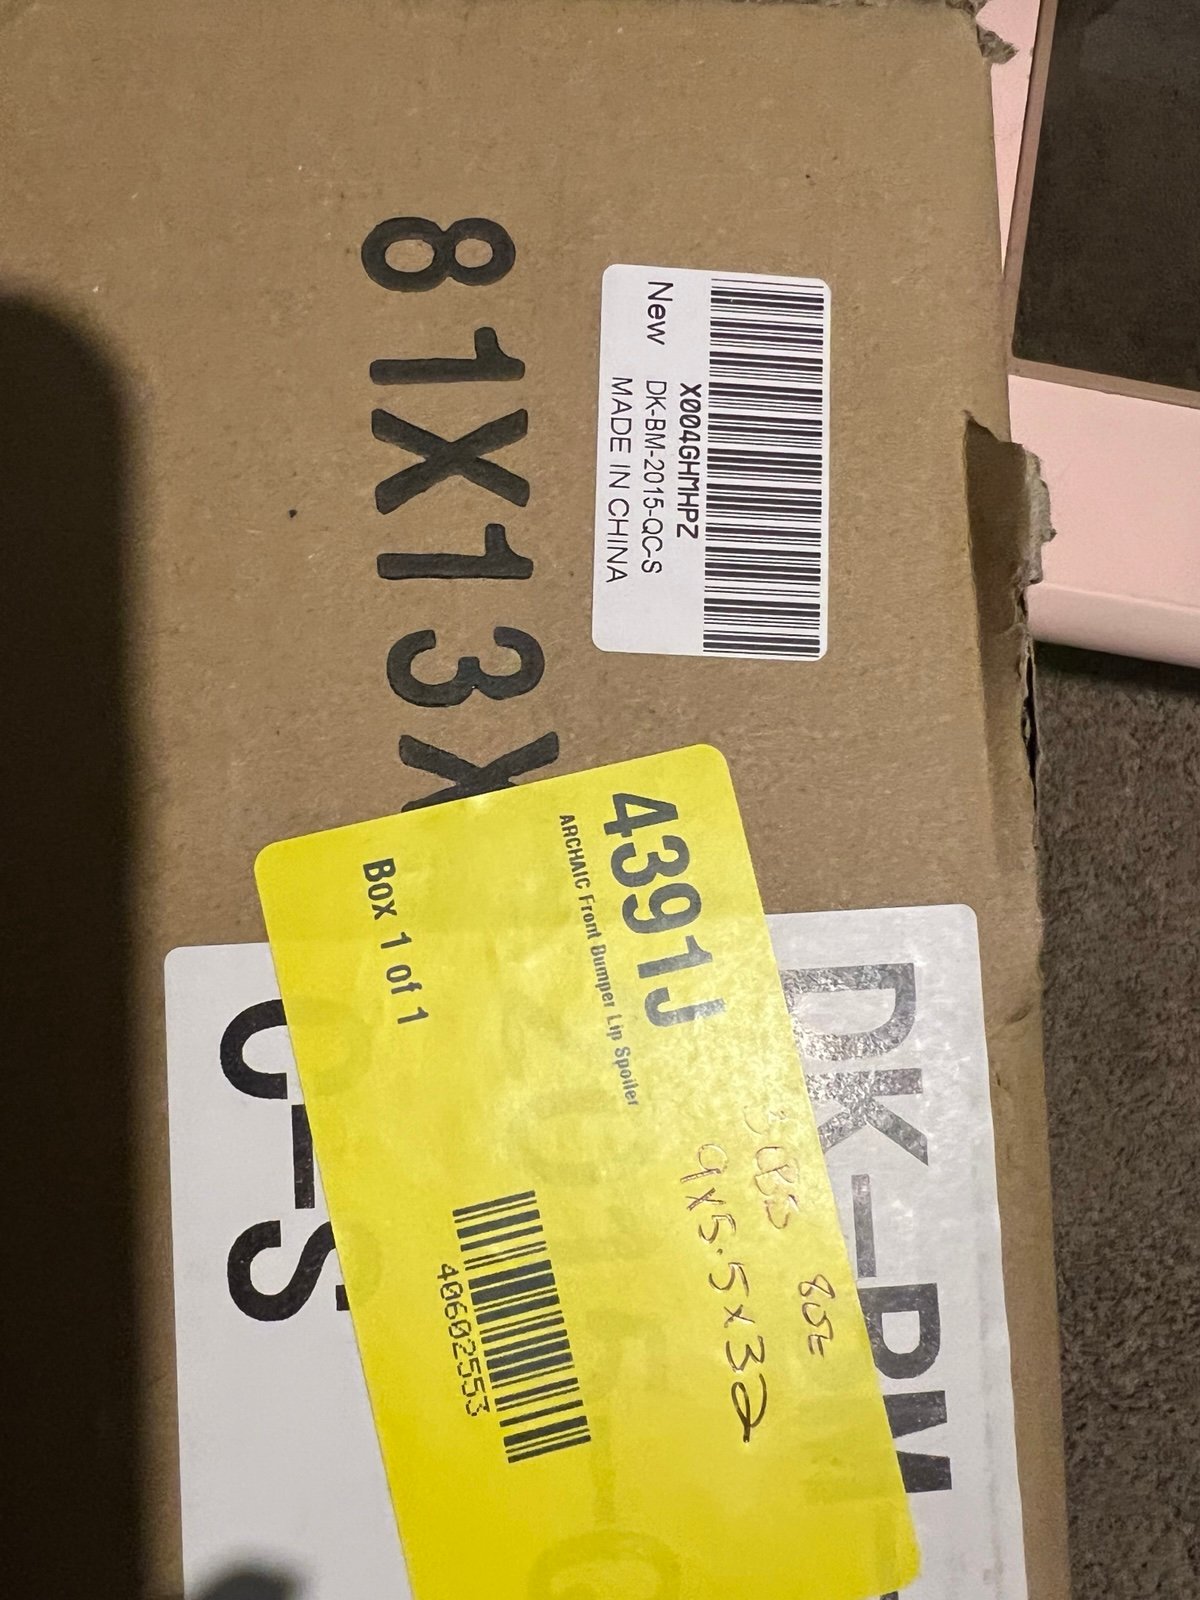 81X13X
X004GHMHPZ
New DK-BM-2015-QC-S
MADE IN CHINA
4391J
ARCHAIC Front Bumper Lip Spoiler
Box 1 of 1
9x5.5x32
40602553
DK-BM
C-S